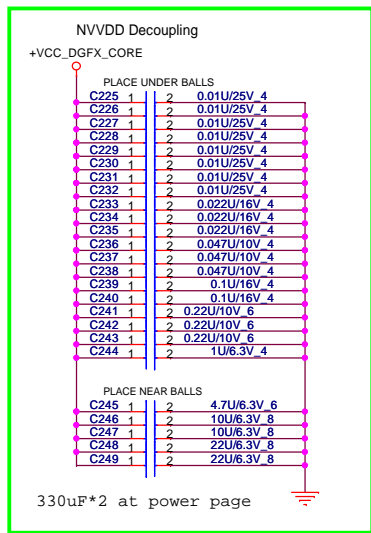 NVVDD Decoupling
+VCC_DGFX_CORE
PLACE UNDER BALLS
C225 1 2 0.01U/25V_4
C226 1 2 0.01U/25V_4
C227 1 2 0.01U/25V_4
C228 1 2 0.01U/25V_4
C229 1 2 0.01U/25V_4
C230 1 2 0.01U/25V_4
C231 1 2 0.01U/25V_4
C232 1 2 0.01U/25V_4
C233 1 2 0.022U/16V_4
C234 1 2 0.022U/16V_4
C235 1 2 0.022U/16V_4
C236 1 2 0.047U/10V_4
C237 1 2 0.047U/10V_4
C238 1 2 0.047U/10V_4
C239 1 2 0.1U/16V_4
C240 1 2 0.1U/16V_4
C241 1 2 0.22U/10V_6
C242 1 2 0.22U/10V_6
C243 1 2 0.22U/10V_6
C244 1 2 1U/6.3V_4
PLACE NEAR BALLS
C245 1 2 4.7U/6.3V_6
C246 1 2 10U/6.3V_8
C247 1 2 10U/6.3V_8
C248 1 2 22U/6.3V_8
C249 1 2 22U/6.3V_8
330uF*2 at power page